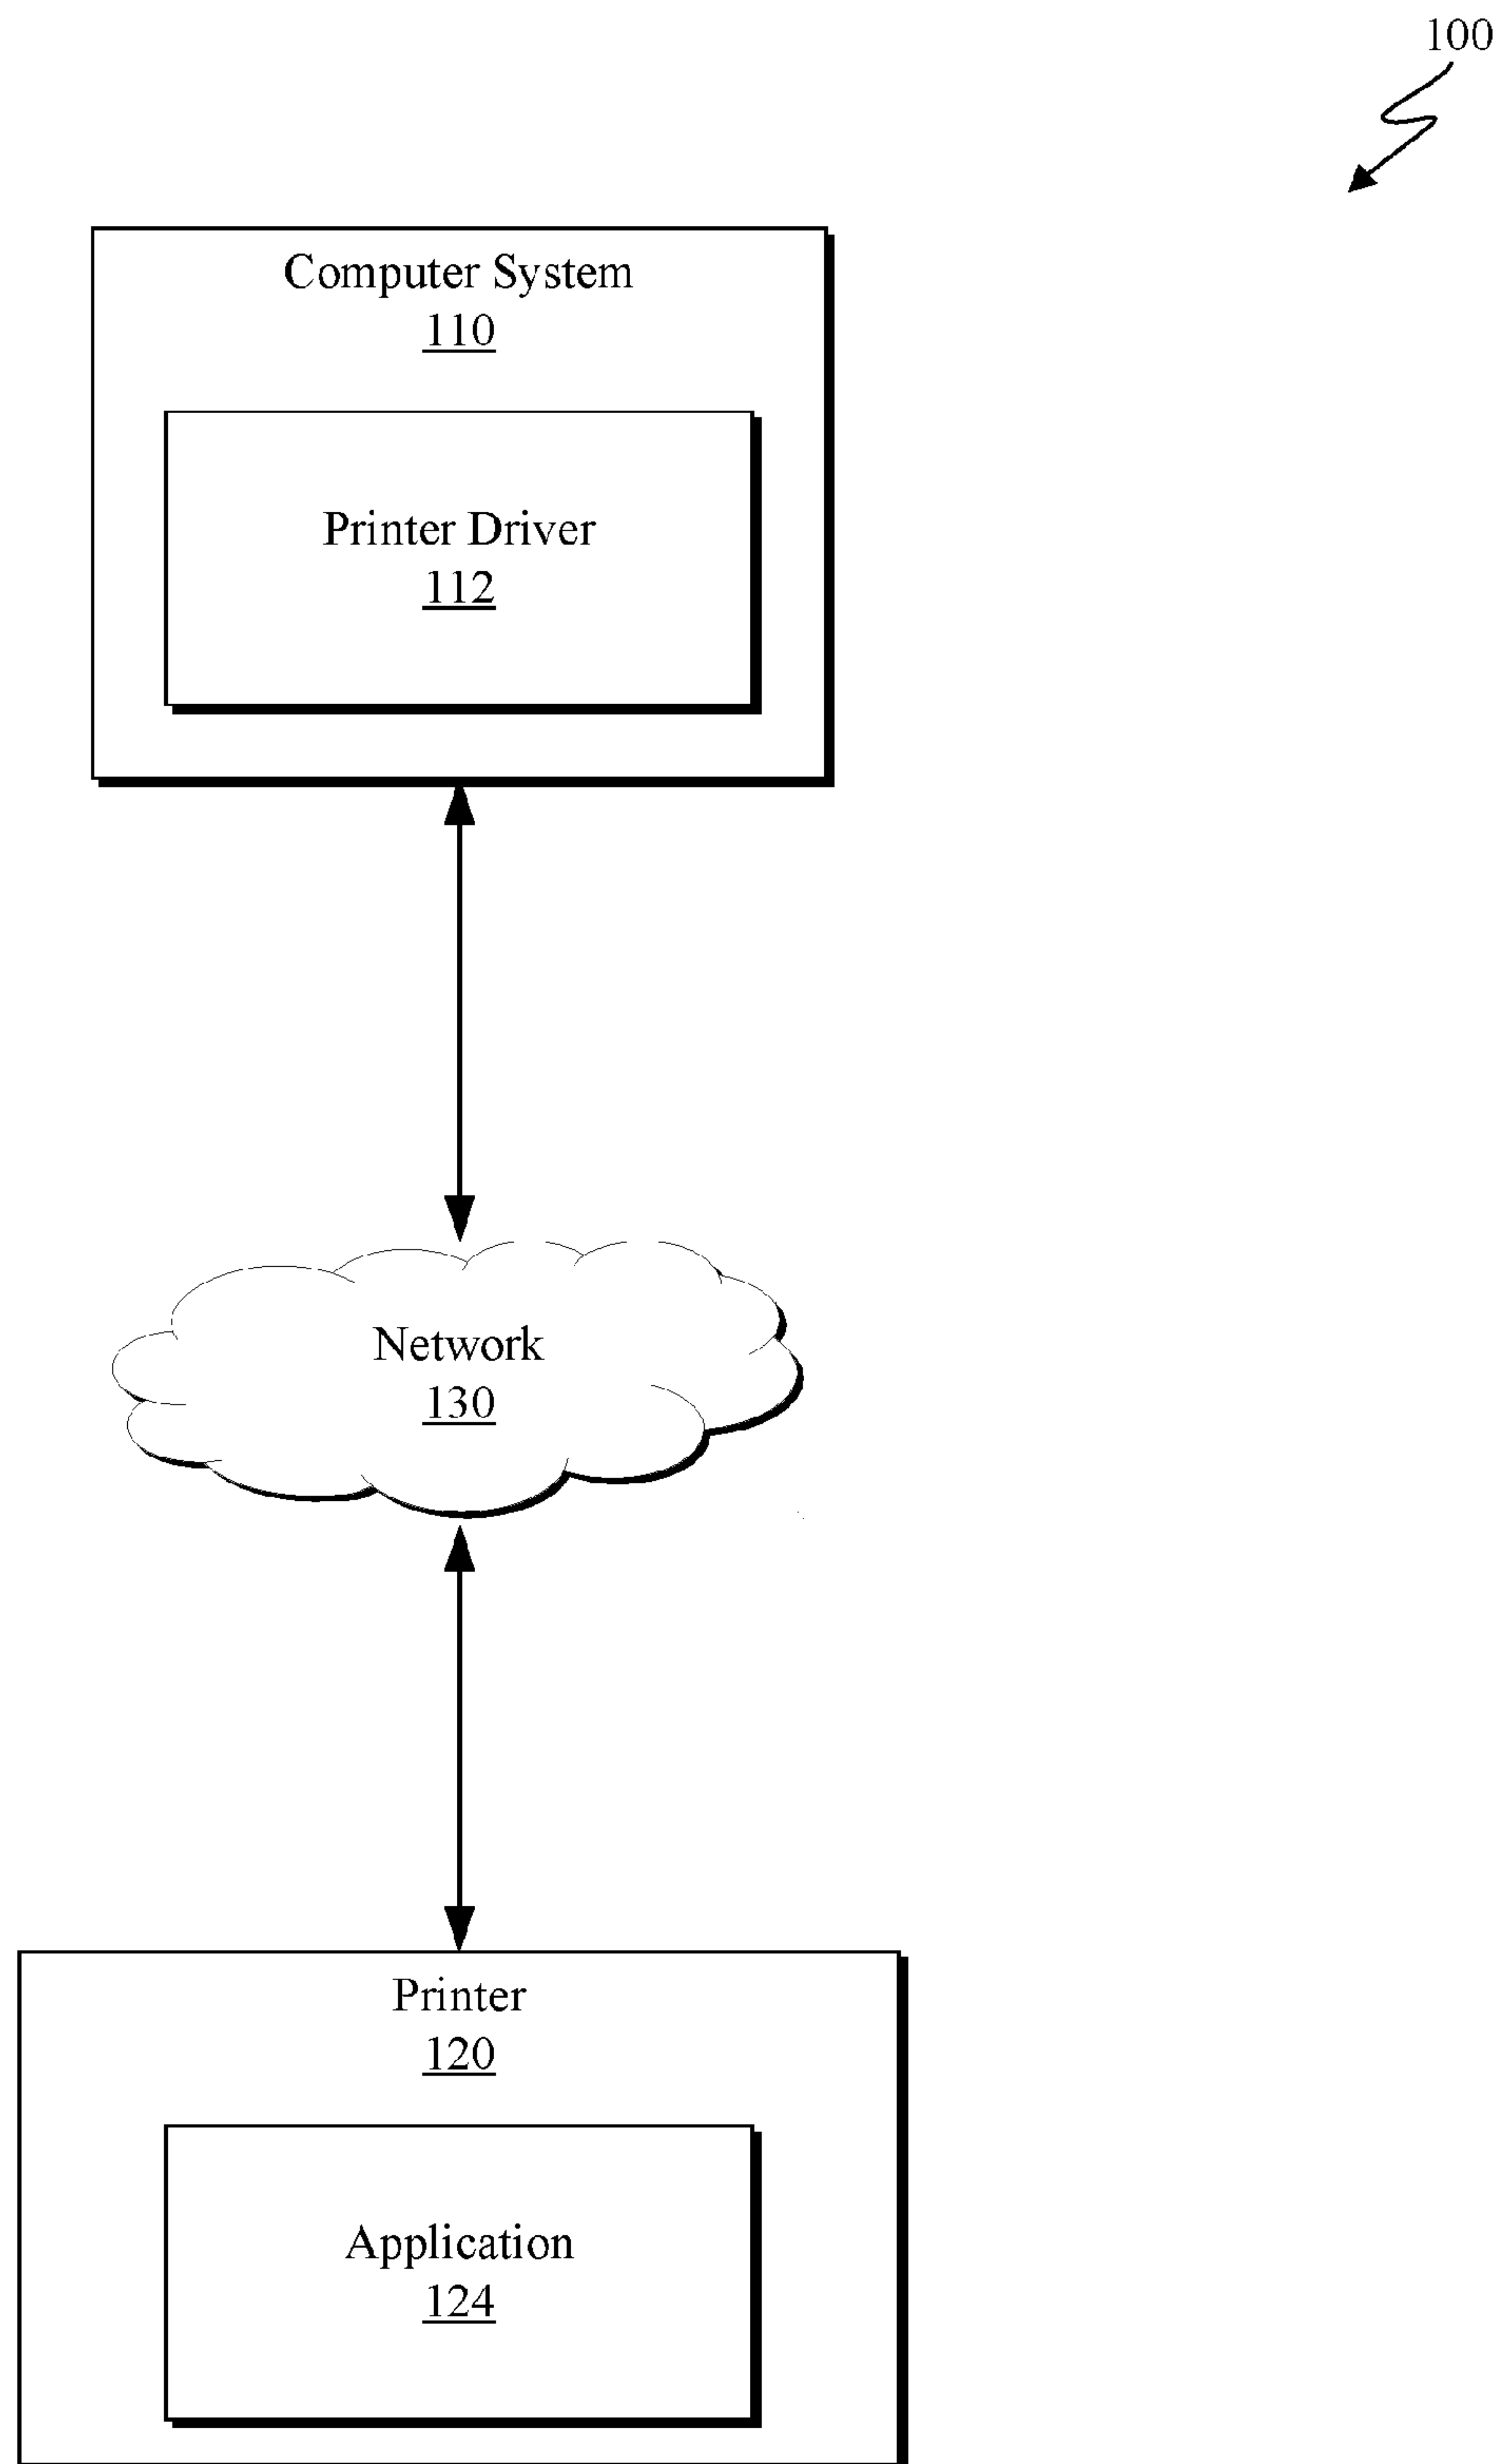 100
Computer System
110
Printer Driver
112
Network
130
Printer
120
Application
124